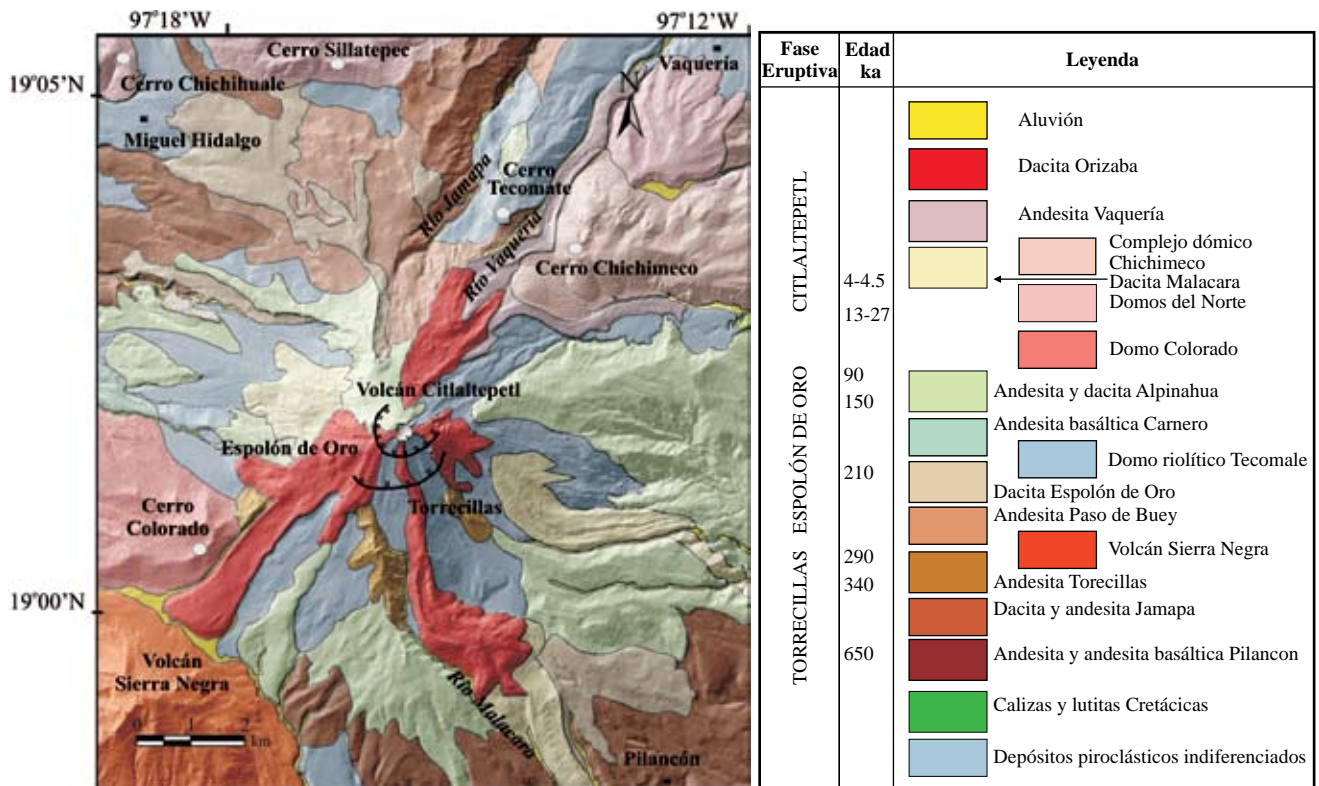 97°18'W
97°12'W
Cerro Sillatepec
Vaquería
19°05'N
Cerro Chichihuale
N
Miguel Hidalgo
Río Jamapa
Cerro
Tecomate
Río Vaquería
Cerro Chichimeco
Volcán Citlaltepetl
Espolón de Oro
Cerro
Colorado
Torrecillas
19°00'N
Volcán
Sierra Negra
Río Malacara
0 1 2
km
Pilancón
Fase
Eruptiva
Edad
ka
Leyenda
CITLALTEPETL
ESPOLÓN DE ORO
TORRECILLAS
4-4.5
13-27
90
150
210
290
340
650
Aluvión
Dacita Orizaba
Andesita Vaquería
Complejo dómico
Chichimeco
Dacita Malacara
Domos del Norte
Domo Colorado
Andesita y dacita Alpinahua
Andesita basáltica Carnero
Domo riolítico Tecomale
Dacita Espolón de Oro
Andesita Paso de Buey
Volcán Sierra Negra
Andesita Torecillas
Dacita y andesita Jamapa
Andesita y andesita basáltica Pilancon
Calizas y lutitas Cretácicas
Depósitos piroclásticos indiferenciados